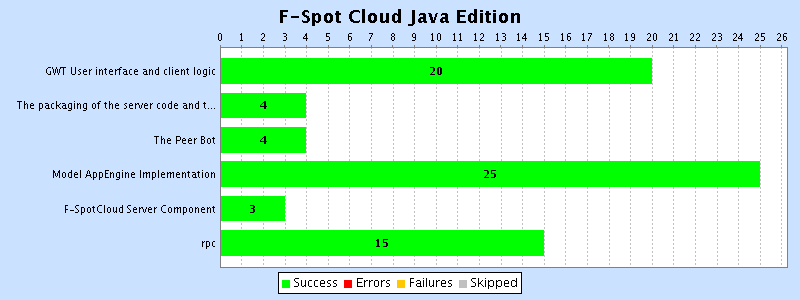 F-Spot Cloud Java Edition
0 1 2 3 4 5 6 7 8 9 10 11 12 13 14 15 16 17 18 19 20 21 22 23 24 25 26
GWT User interface and client logic 20
The packaging of the server code and t... 4
The Peer Bot 4
Model AppEngine Implementation 25
F-SpotCloud Server Component 3
rpc 15
Success Errors Failures Skipped